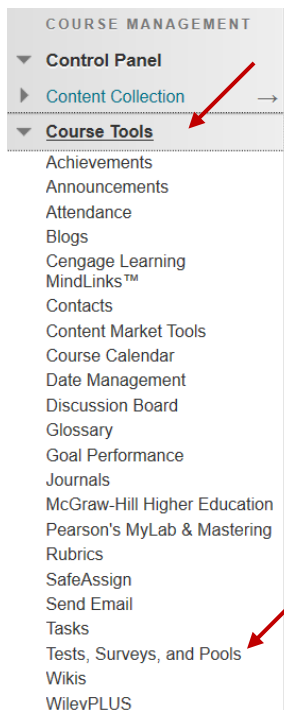 COURSE MANAGEMENT
Control Panel
Content Collection →
Course Tools
Achievements
Announcements
Attendance
Blogs
Cengage Learning
MindLinks™
Contacts
Content Market Tools
Course Calendar
Date Management
Discussion Board
Glossary
Goal Performance
Journals
McGraw-Hill Higher Education
Pearson's MyLab & Mastering
Rubrics
SafeAssign
Send Email
Tasks
Tests, Surveys, and Pools
Wikis
WileyPLUS